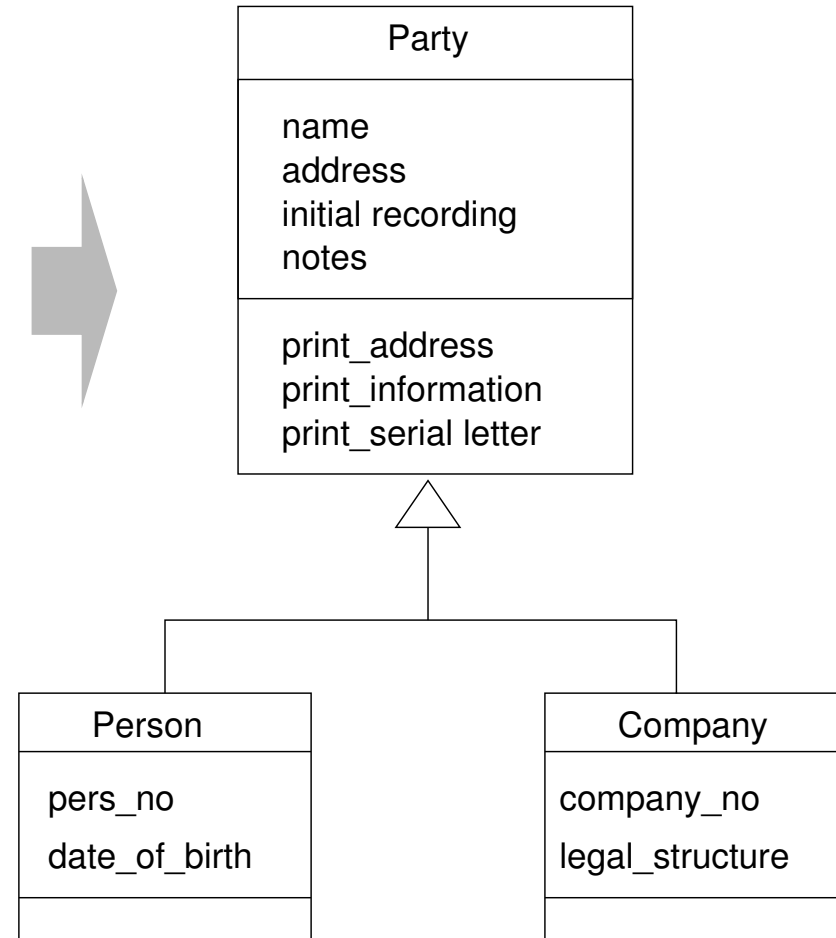 Party
name
address
initial recording
notes
print_address
print_information
print_serial letter
Person
pers_no
date_of_birth
Company
company_no
legal_structure